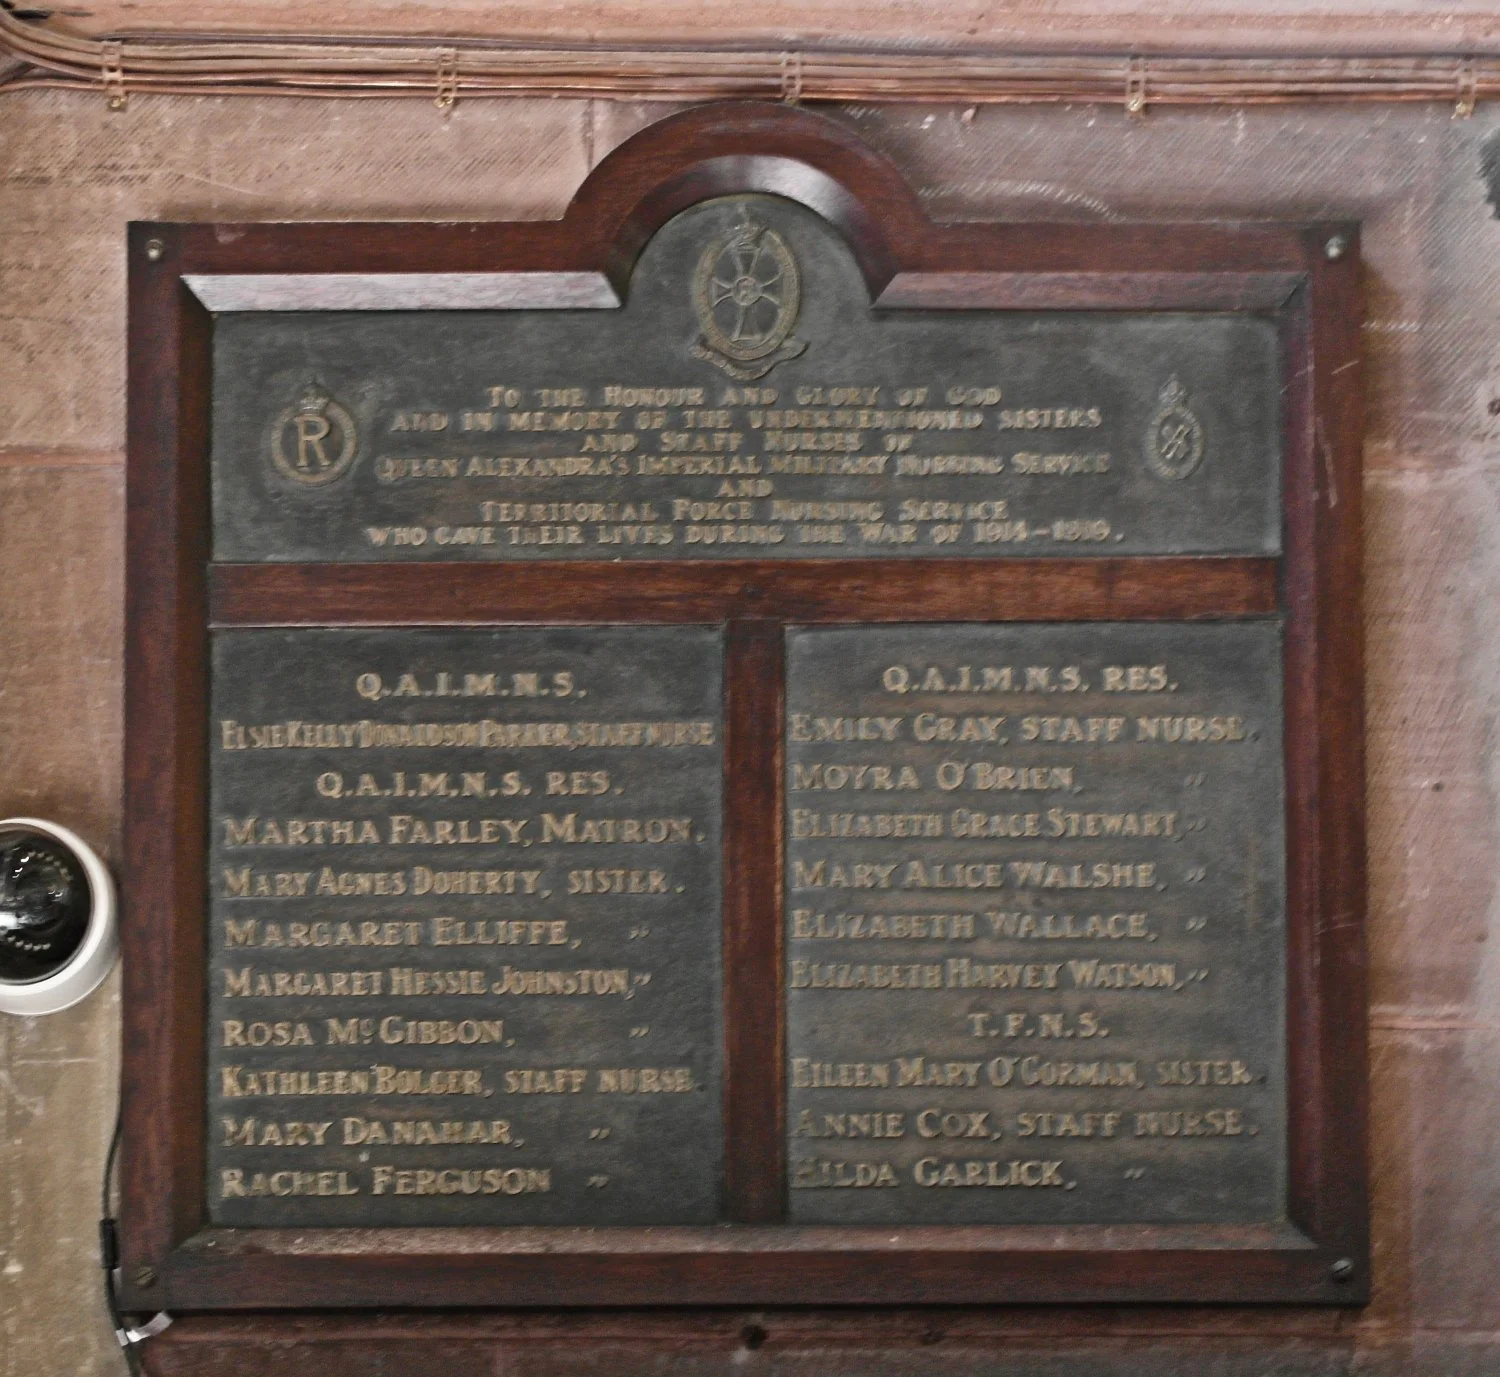 R
To the Honour and Glory of God
and in memory of the undermentioned sisters
and Staff Nurses of
Queen Alexandra's Imperial Military Nursing Service
and
Territorial Force Nursing Service
who gave their lives during the War of 1914-1919.
Q.A.I.M.N.S.
Elsie Kelly Donaldson Parker, Staff Nurse
Q.A.I.M.N.S. RES.
Martha Farley, Matron.
Mary Agnes Doherty, Sister.
Margaret Elliffe, "
Margaret Hessie Johnston, "
Rosa McGibbon, "
Kathleen Bolger, Staff Nurse
Mary Danahar, "
Rachel Ferguson "
Q.A.I.M.N.S. RES.
Emily Gray, Staff Nurse.
Moyra O'Brien, "
Elizabeth Grace Stewart, "
Mary Alice Walshe, "
Elizabeth Wallace, "
Elizabeth Harvey Watson, "
T.F.N.S.
Eileen Mary O'Gorman, Sister.
Annie Cox, Staff Nurse.
Hilda Garlick, "